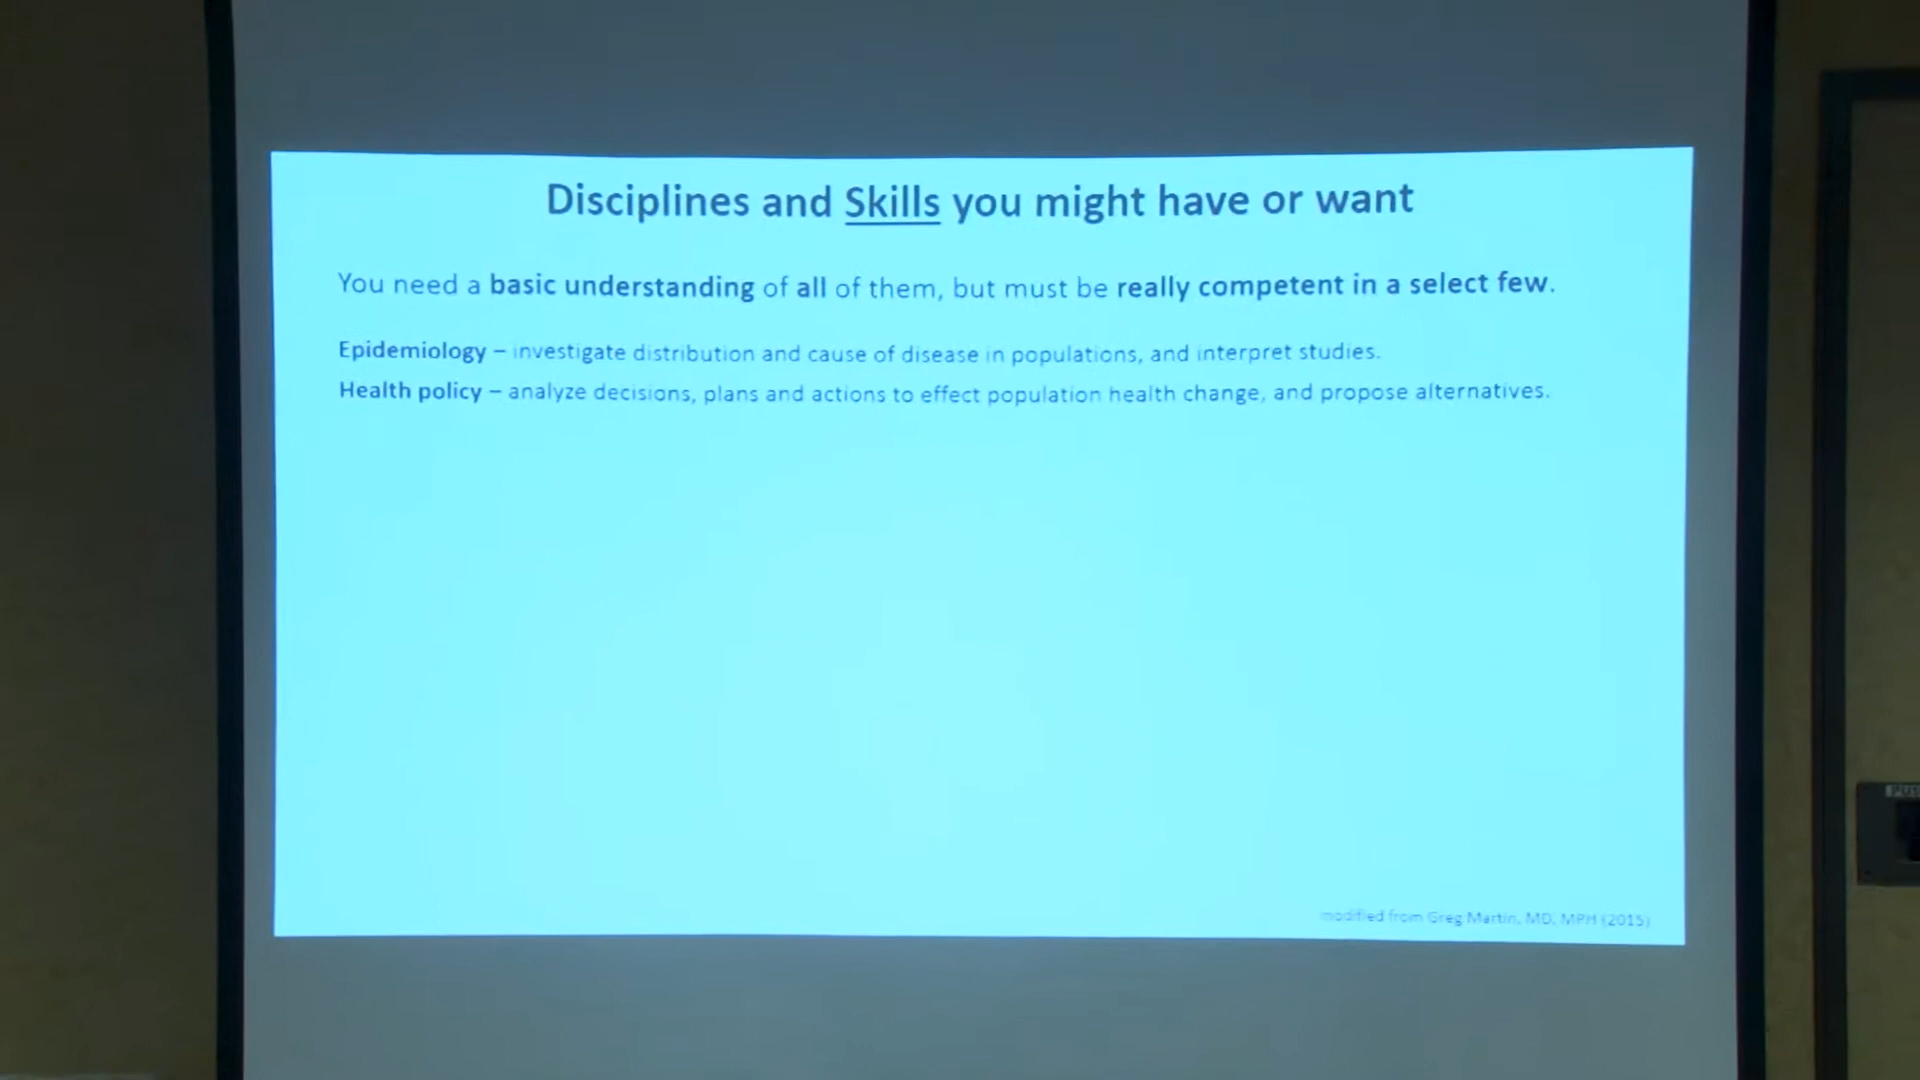 Disciplines and Skills you might have or want
You need a basic understanding of all of them, but must be really competent in a select few.
Epidemiology – investigate distribution and cause of disease in populations, and interpret studies.
Health policy – analyze decisions, plans and actions to effect population health change, and propose alternatives.
modified from Greg Martin, MD, MPH (2015)